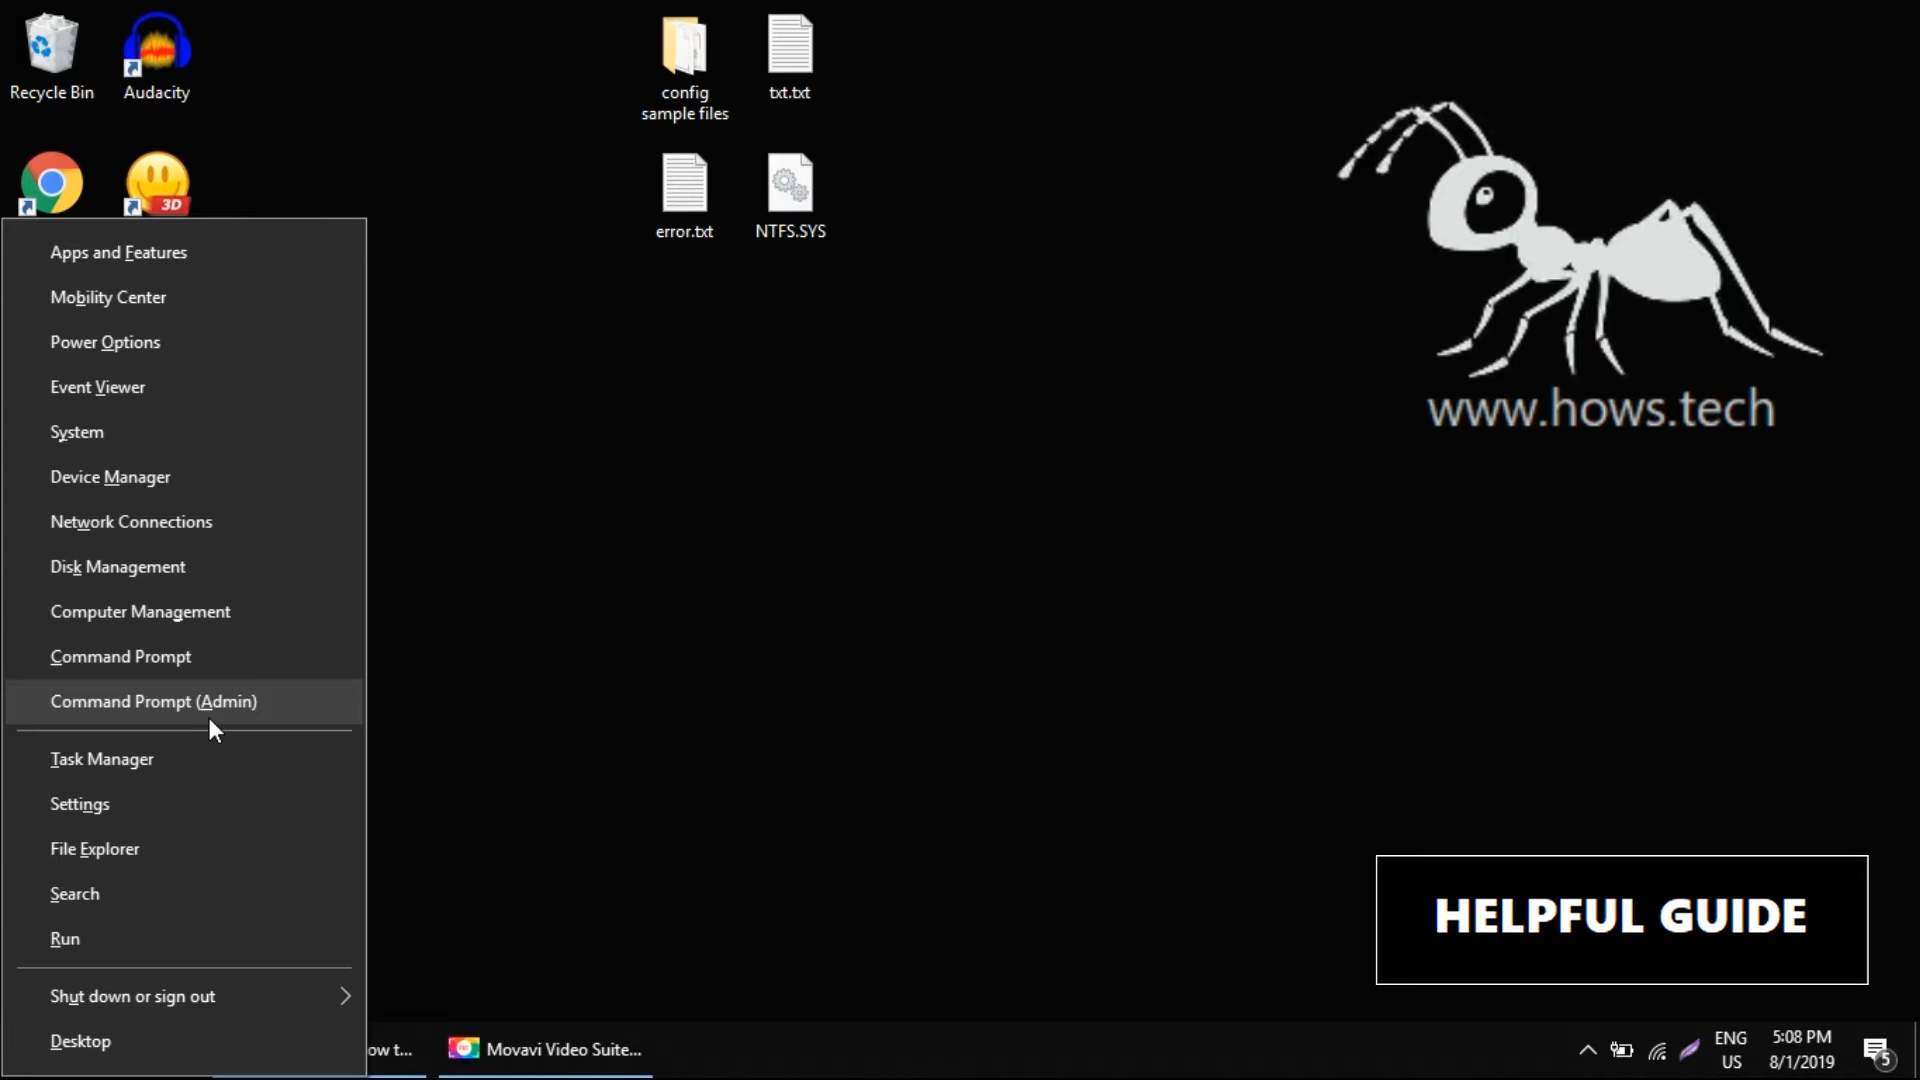 Recycle Bin
Audacity
config
sample files
txt.txt
3D
error.txt
NTFS.SYS
www.hows.tech
Apps and Features
Mobility Center
Power Options
Event Viewer
System
Device Manager
Network Connections
Disk Management
Computer Management
Command Prompt
Command Prompt (Admin)
Task Manager
Settings
File Explorer
Search
Run
Shut down or sign out
Desktop
HELPFUL GUIDE
ow t...
Movavi Video Suite...
ENG
US
5:08 PM
8/1/2019
5